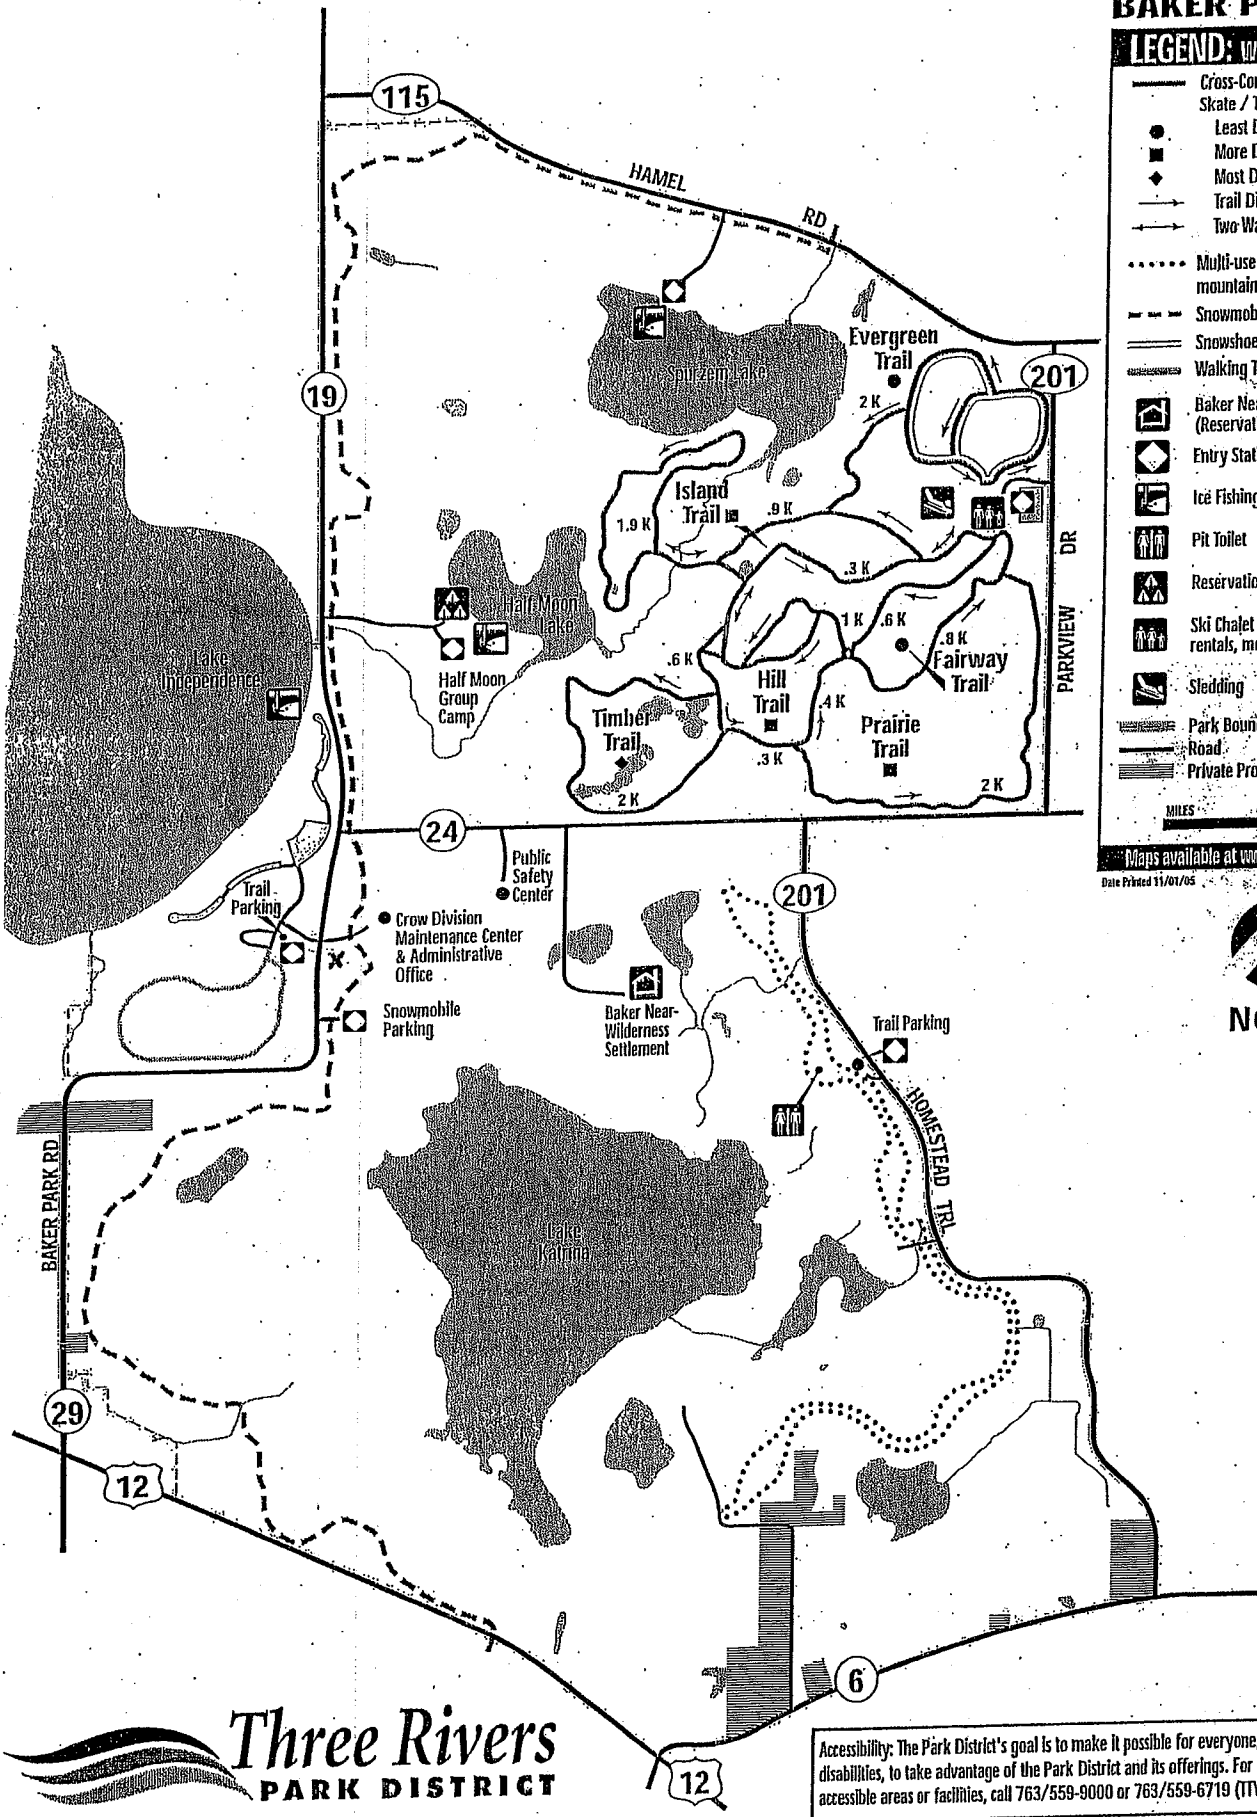 BAKER P
LEGEND: W
Cross-Cou
Skate / T
Least D
More D
Most D
Trail Di
Two-Wa
Multi-use
mountain
Snowmob
Snowshoe
Walking T
Baker Nea
(Reservat
Entry Stat
Ice Fishing
Pit Toilet
Reservatio
Ski Chalet
rentals, m
Sledding
Park Boun
Road
Private Pro
MILES
Maps available at ww
Date Printed 11/01/05
NO
115
HAMEL
RD
19
201
Spurzem Lake
Evergreen
Trail
2 K
Island
Trail
.9 K
1.9 K
.3 K
DR
PARKVIEW
Half Moon
Lake
Half Moon
Group
Camp
Lake
Independence
.6 K
1 K
.6 K
.8 K
Fairway
Trail
Hill
Trail
.4 K
Timber
Trail
Prairie
Trail
.3 K
2 K
2 K
24
Public
Safety
Center
201
Trail
Parking
Crow Division
Maintenance Center
& Administrative
Office
X
Snowmobile
Parking
Baker Near-
Wilderness
Settlement
Trail Parking
HOMESTEAD TRL
BAKER PARK RD
Lake
Katrina
29
12
6
12
Three Rivers
PARK DISTRICT
Accessibility: The Park District's goal is to make it possible for everyone,
disabilities, to take advantage of the Park District and its offerings. For
accessible areas or facilities, call 763/559-9000 or 763/559-6719 (TTY